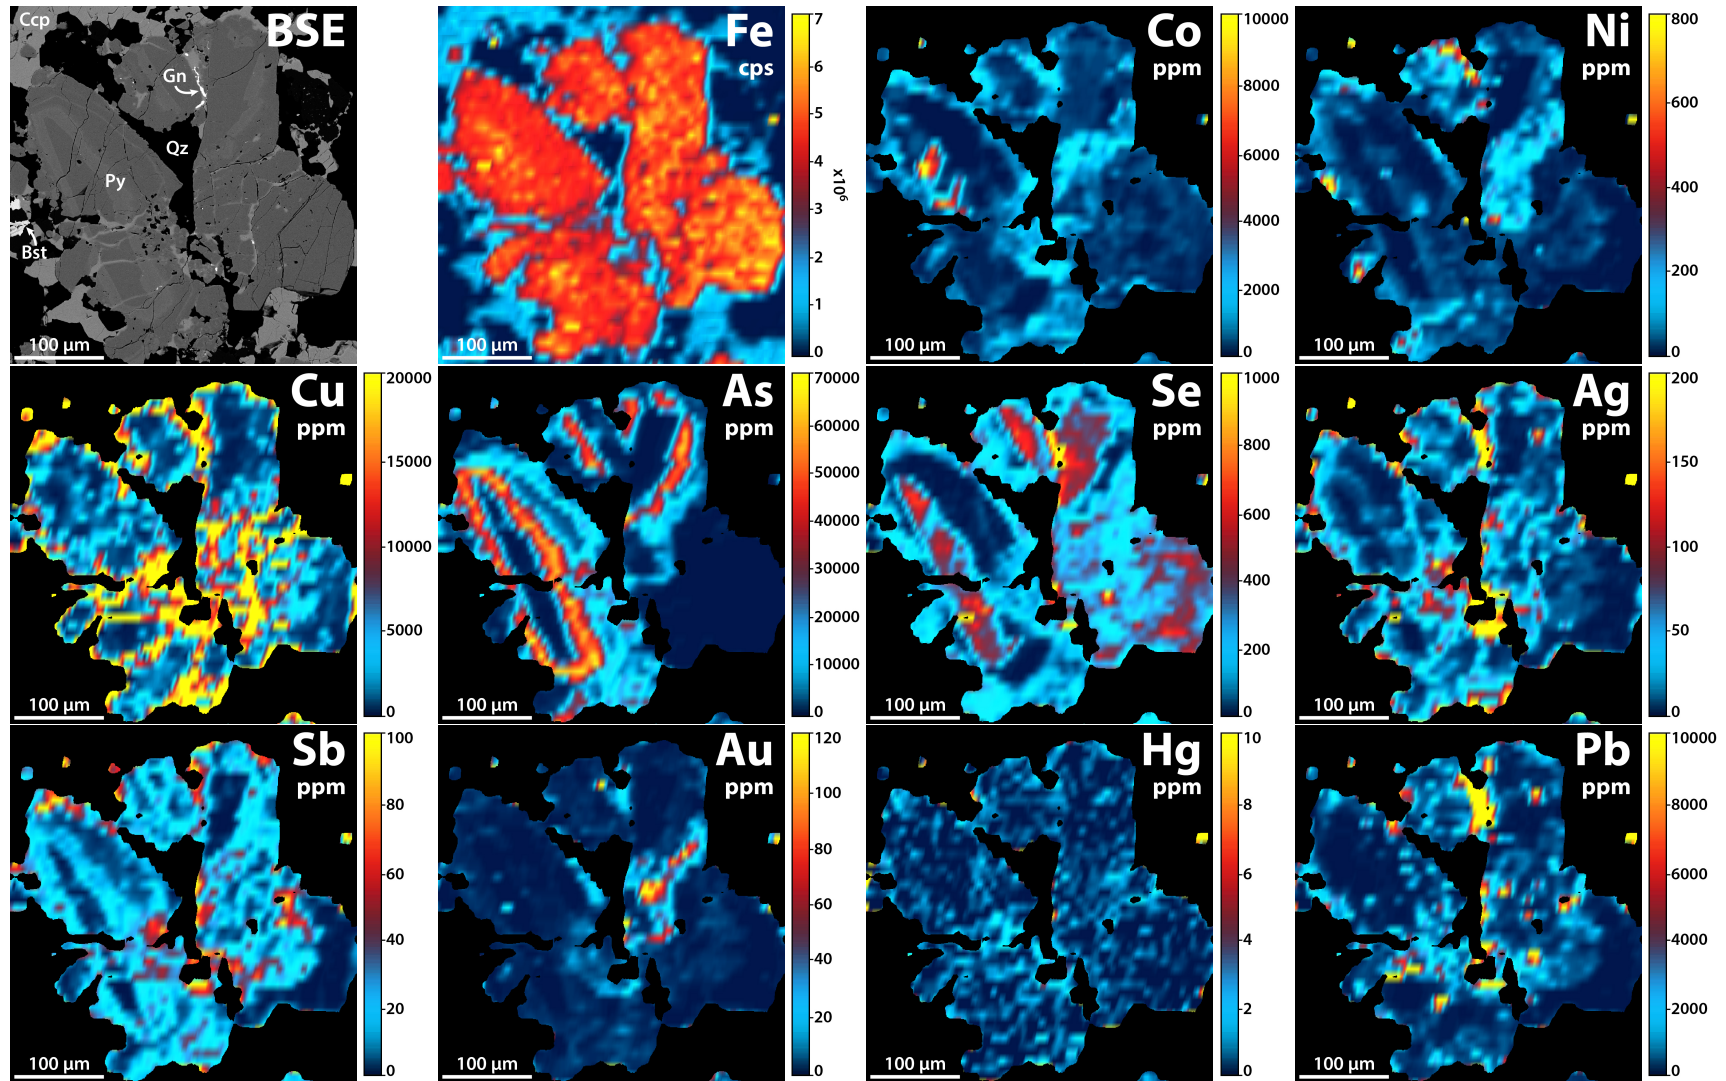 Ccp
BSE
Gn
Qz
Py
Bst
100 µm
Fe
cps
7
6
5
4
3
2
1
0
x10⁶
100 µm
Co
ppm
10000
8000
6000
4000
2000
0
100 µm
Ni
ppm
800
600
400
200
0
100 µm
Cu
ppm
20000
15000
10000
5000
0
100 µm
As
ppm
70000
60000
50000
40000
30000
20000
10000
0
100 µm
Se
ppm
1000
800
600
400
200
0
100 µm
Ag
ppm
200
150
100
50
0
100 µm
Sb
ppm
100
80
60
40
20
0
100 µm
Au
ppm
120
100
80
60
40
20
0
100 µm
Hg
ppm
10
8
6
4
2
0
100 µm
Pb
ppm
10000
8000
6000
4000
2000
0
100 µm